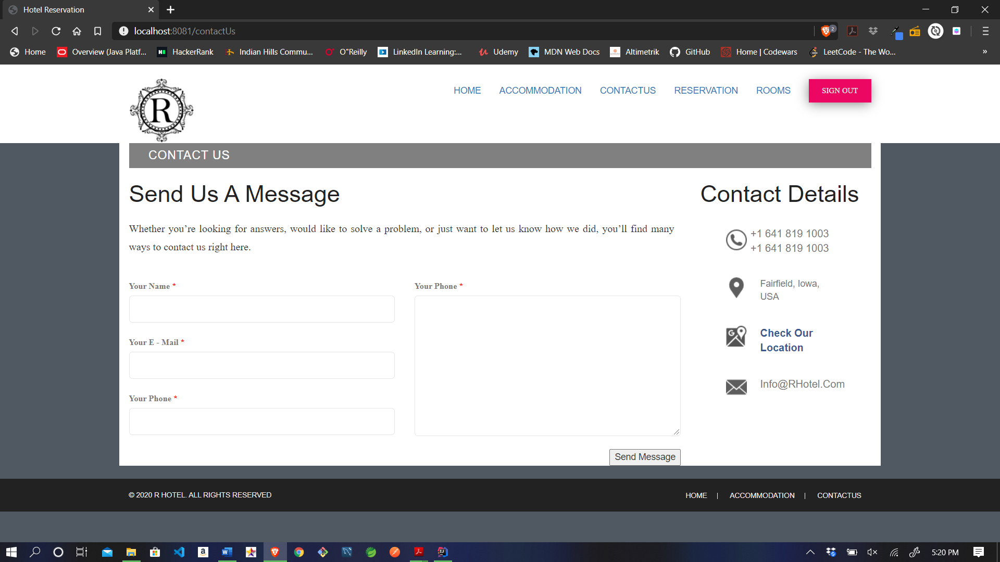 Hotel Reservation
localhost:8081/contactUs
2
Home
Overview (Java Platf...
HackerRank
Indian Hills Commu...
O"Reilly
LinkedIn Learning:...
Udemy
MDN Web Docs
Altimetrik
GitHub
Home | Codewars
LeetCode - The Wo...
»
R
HOME
ACCOMMODATION
CONTACTUS
RESERVATION
ROOMS
SIGN OUT
CONTACT US
Send Us A Message
Whether you’re looking for answers, would like to solve a problem, or just want to let us know how we did, you’ll find many
ways to contact us right here.
Your Name *
Your E - Mail *
Your Phone *
Your Phone *
Send Message
Contact Details
+1 641 819 1003
+1 641 819 1003
Fairfield, Iowa,
USA
Check Our
Location
Info@RHotel.Com
© 2020 R HOTEL. ALL RIGHTS RESERVED
HOME | ACCOMMODATION | CONTACTUS
5:20 PM